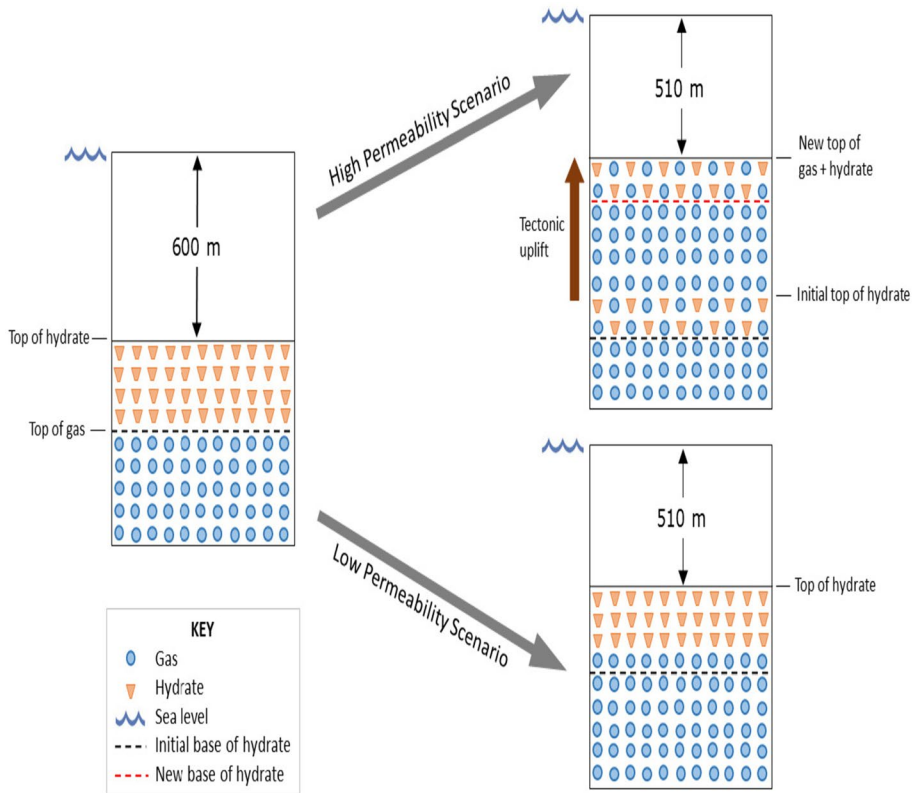 600 m
Top of hydrate
Top of gas
High Permeability Scenario
Low Permeability Scenario
510 m
New top of
gas + hydrate
Tectonic
uplift
Initial top of hydrate
510 m
Top of hydrate
KEY
Gas
Hydrate
Sea level
Initial base of hydrate
New base of hydrate